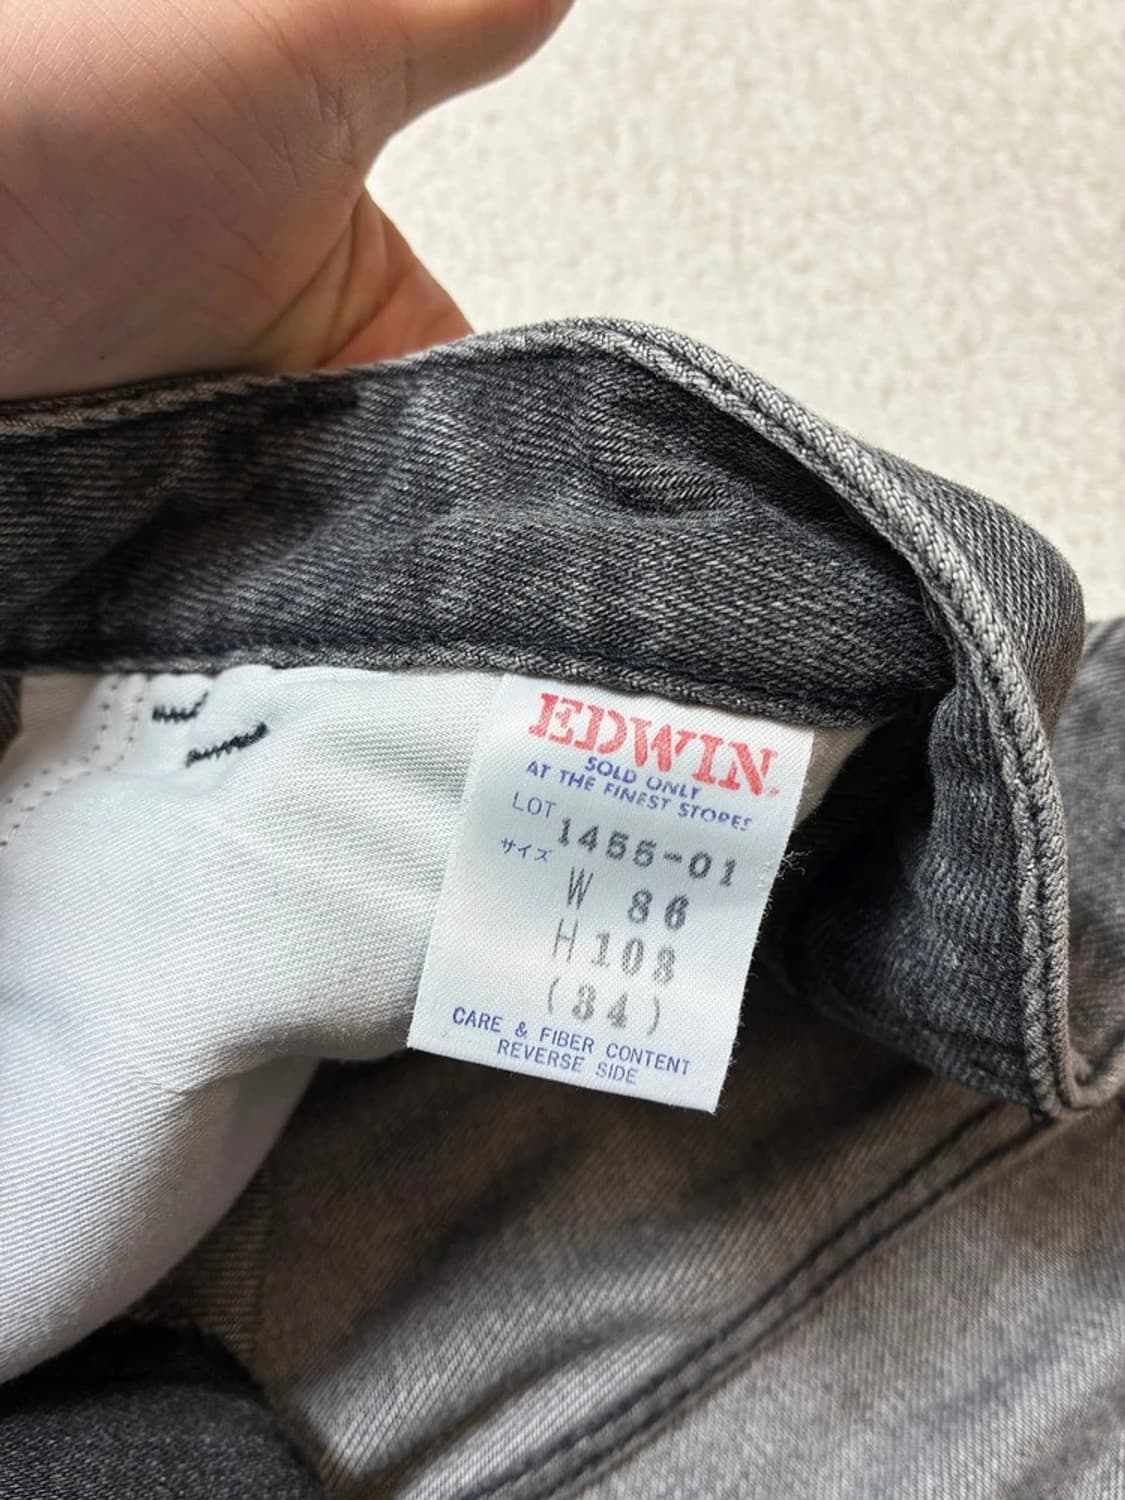 EDWIN
SOLD ONLY
AT THE FINEST STORES
LOT 1455-01
サイズ
W 86
H 108
(34)
CARE & FIBER CONTENT
REVERSE SIDE